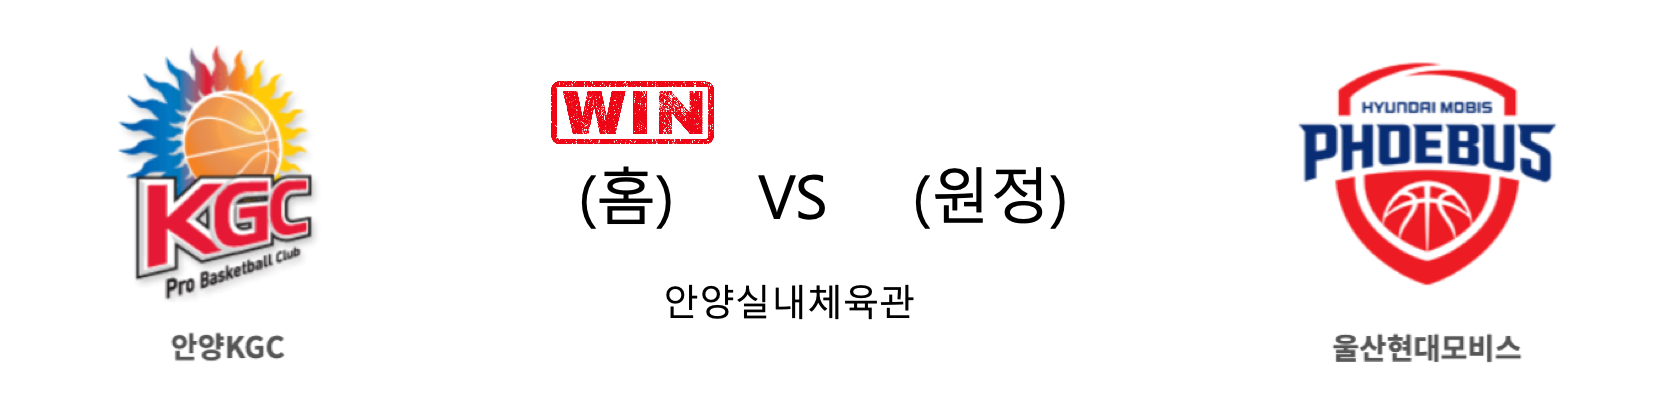 KGC
Pro Basketball Club
안양KGC
WIN
(홈) VS (원정)
안양실내체육관
HYUNDAI MOBIS
PHOEBUS
울산현대모비스